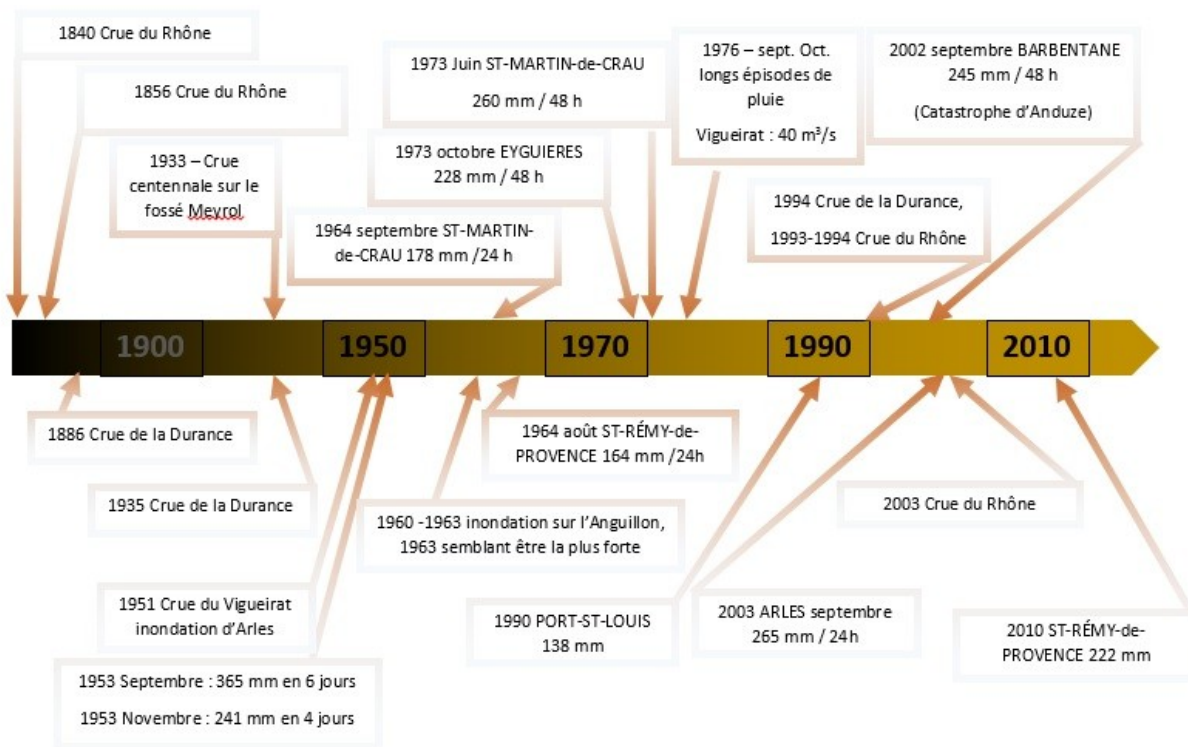 1840 Crue du Rhône
1856 Crue du Rhône
1933 – Crue
centennale sur le
fossé Meyrol
1964 septembre ST-MARTIN-
de-CRAU 178 mm /24 h
1973 Juin ST-MARTIN-de-CRAU
260 mm / 48 h
1973 octobre EYGUIERES
228 mm / 48 h
1976 – sept. Oct.
longs épisodes de
pluie
Vigueirat : 40 m³/s
2002 septembre BARBENTANE
245 mm / 48 h
(Catastrophe d’Anduze)
1994 Crue de la Durance,
1993-1994 Crue du Rhône
1900
1950
1970
1990
2010
1886 Crue de la Durance
1935 Crue de la Durance
1951 Crue du Vigueirat
inondation d’Arles
1953 Septembre : 365 mm en 6 jours
1953 Novembre : 241 mm en 4 jours
1960 -1963 inondation sur l’Anguillon,
1963 semblant être la plus forte
1964 août ST-RÉMY-de-
PROVENCE 164 mm /24h
1990 PORT-ST-LOUIS
138 mm
2003 ARLES septembre
265 mm / 24h
2003 Crue du Rhône
2010 ST-RÉMY-de-
PROVENCE 222 mm